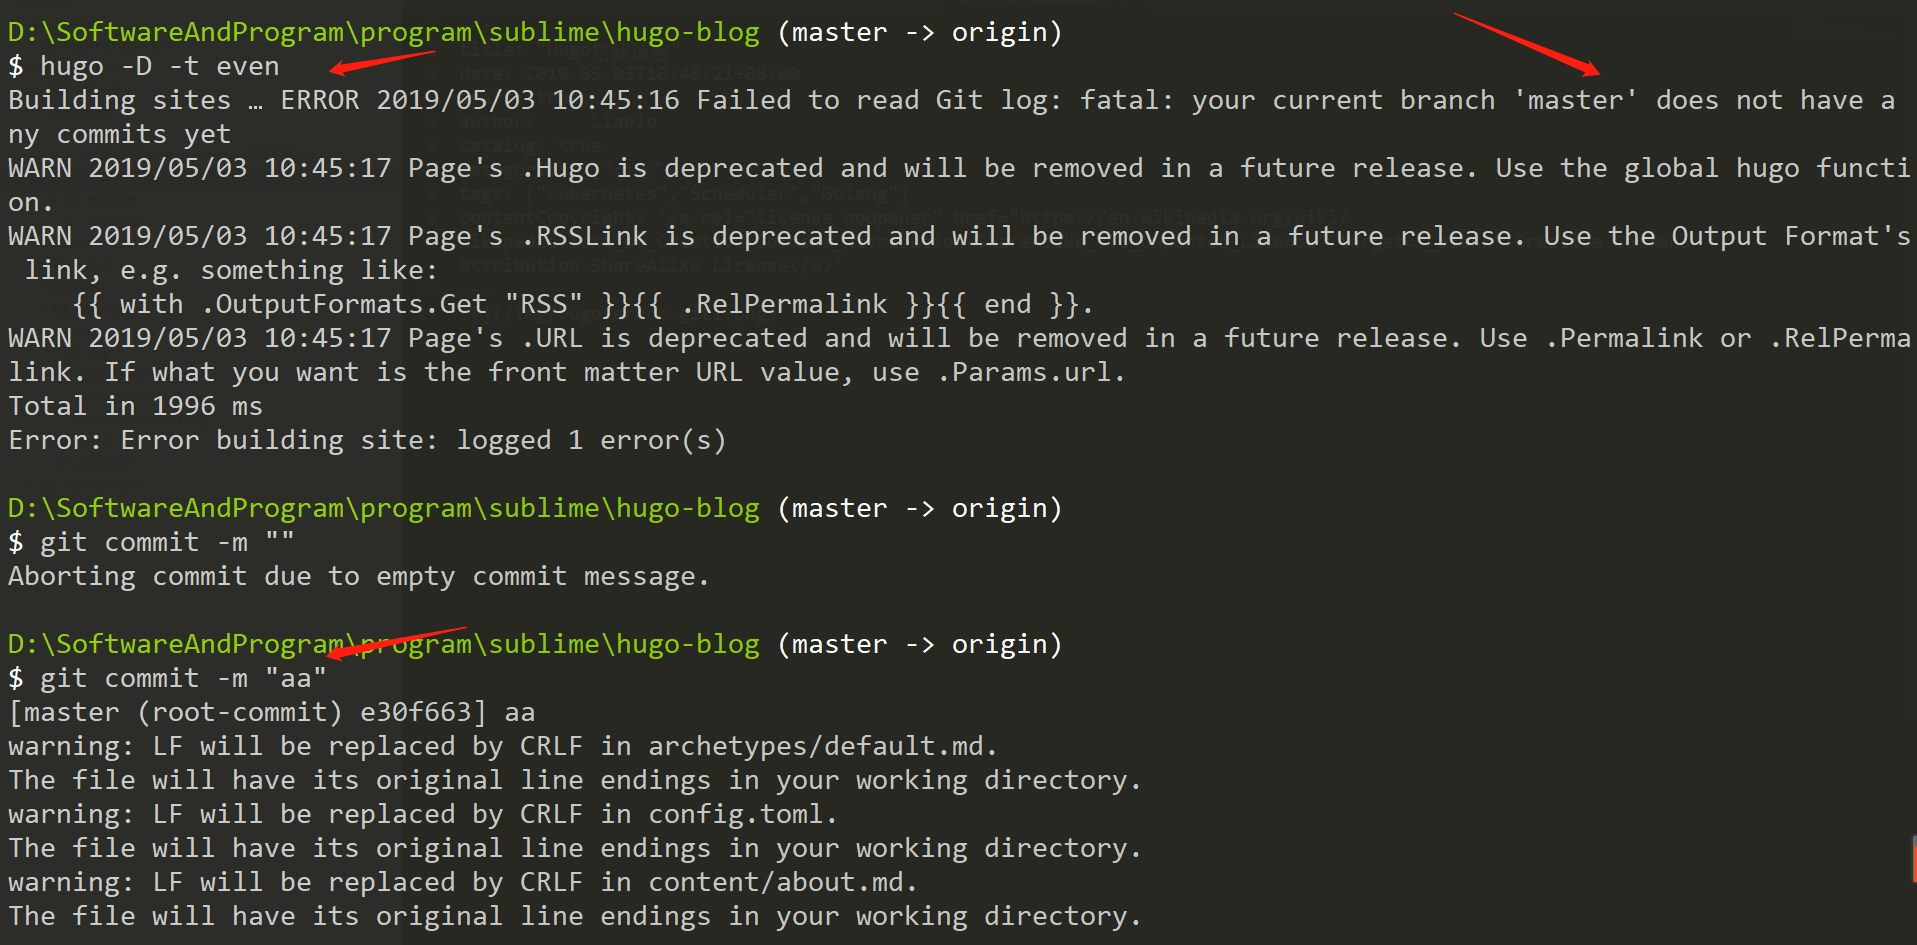 D:\SoftwareAndProgram\program\sublime\hugo-blog (master -> origin)
$ hugo -D -t even
Building sites … ERROR 2019/05/03 10:45:16 Failed to read Git log: fatal: your current branch 'master' does not have a
ny commits yet
WARN 2019/05/03 10:45:17 Page's .Hugo is deprecated and will be removed in a future release. Use the global hugo functi
on.
WARN 2019/05/03 10:45:17 Page's .RSSLink is deprecated and will be removed in a future release. Use the Output Format's
 link, e.g. something like:
    {{ with .OutputFormats.Get "RSS" }}{{ .RelPermalink }}{{ end }}.
WARN 2019/05/03 10:45:17 Page's .URL is deprecated and will be removed in a future release. Use .Permalink or .RelPerma
link. If what you want is the front matter URL value, use .Params.url.
Total in 1996 ms
Error: Error building site: logged 1 error(s)
D:\SoftwareAndProgram\program\sublime\hugo-blog (master -> origin)
$ git commit -m ""
Aborting commit due to empty commit message.
D:\SoftwareAndProgram\program\sublime\hugo-blog (master -> origin)
$ git commit -m "aa"
[master (root-commit) e30f663] aa
warning: LF will be replaced by CRLF in archetypes/default.md.
The file will have its original line endings in your working directory.
warning: LF will be replaced by CRLF in config.toml.
The file will have its original line endings in your working directory.
warning: LF will be replaced by CRLF in content/about.md.
The file will have its original line endings in your working directory.